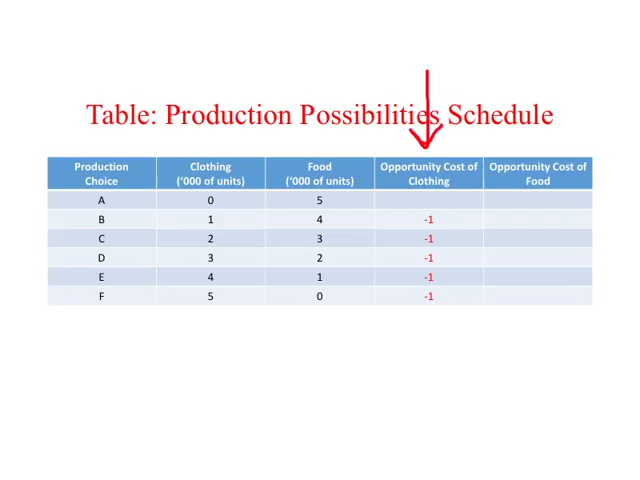 Table: Production Possibilities Schedule
Production Choice Clothing (‘000 of units) Food (‘000 of units) Opportunity Cost of Clothing Opportunity Cost of Food
A 0 5
B 1 4 -1
C 2 3 -1
D 3 2 -1
E 4 1 -1
F 5 0 -1